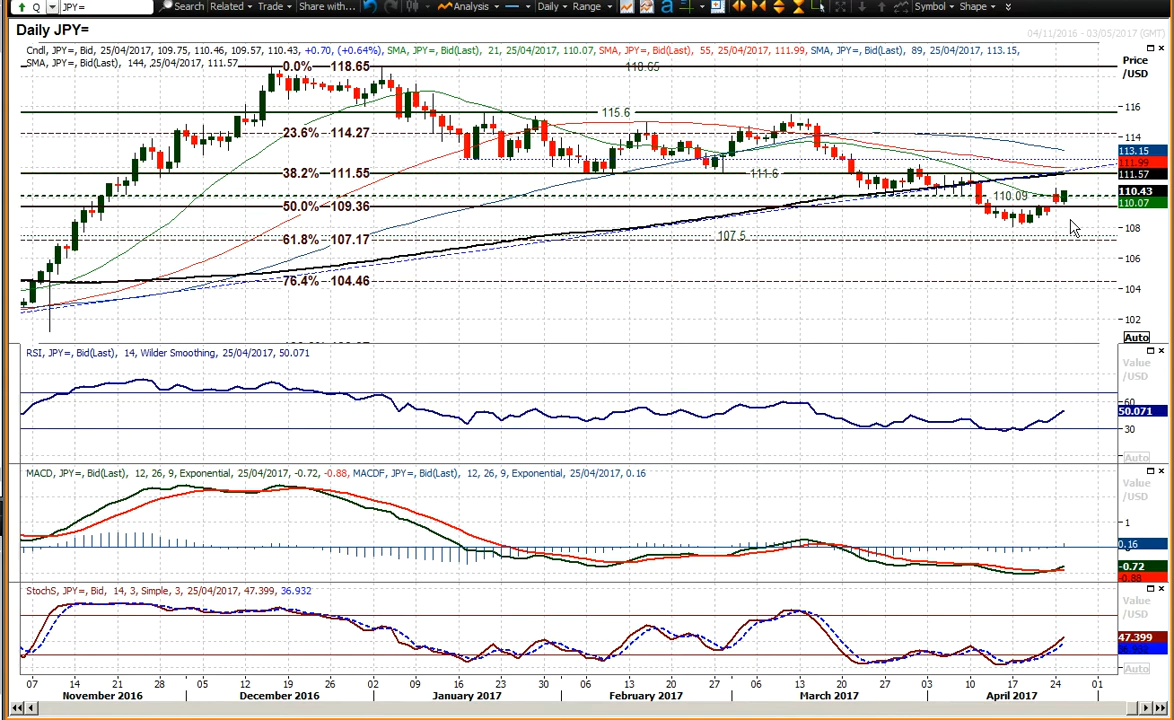 Q JPY= Search Related Trade Share with... Analysis Daily Range Symbol Shape
Daily JPY=
04/11/2016 - 03/05/2017 (GMT)
Cndl, JPY=, Bid, 25/04/2017, 109.75, 110.46, 109.57, 110.43, +0.70, (+0.64%), SMA, JPY=, Bid(Last), 21, 25/04/2017, 110.07, SMA, JPY=, Bid(Last), 55, 25/04/2017, 111.99, SMA, JPY=, Bid(Last), 89, 25/04/2017, 113.15,
SMA, JPY=, Bid(Last), 144, 25/04/2017, 111.57
Price
/USD
0.0% 118.65
118.65
116
115.6
23.6% 114.27
114
113.15
111.99
38.2% 111.55
111.6
111.57
110.43
110.09
110.07
50.0% 109.36
108
107.5
61.8% 107.17
106
76.4% 104.46
104
102
Auto
RSI, JPY=, Bid(Last), 14, Wilder Smoothing, 25/04/2017, 50.071
Value
/USD
60
50.071
30
Auto
MACD, JPY=, Bid(Last), 12, 26, 9, Exponential, 25/04/2017, -0.72, -0.88, MACDF, JPY=, Bid(Last), 12, 26, 9, Exponential, 25/04/2017, 0.16
Value
/USD
1
0.16
-0.72
-0.88
StochS, JPY=, Bid, 14, 3, Simple, 3, 25/04/2017, 47.399, 36.932
Value
/USD
47.399
36.932
Auto
07 14 21 28 05 12 19 26 02 09 16 23 30 06 13 20 27 06 13 20 27 03 10 17 24 01
November 2016 December 2016 January 2017 February 2017 March 2017 April 2017